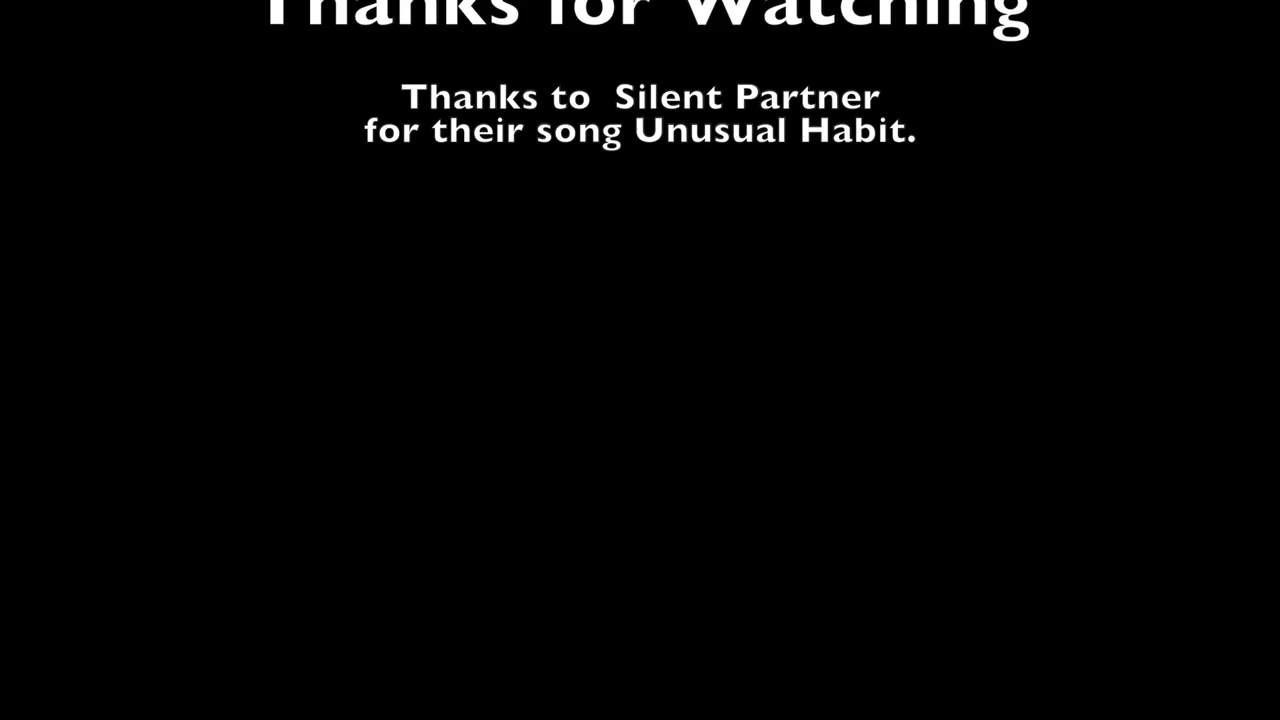 Thanks for Watching
Thanks to  Silent Partner
for their song Unusual Habit.